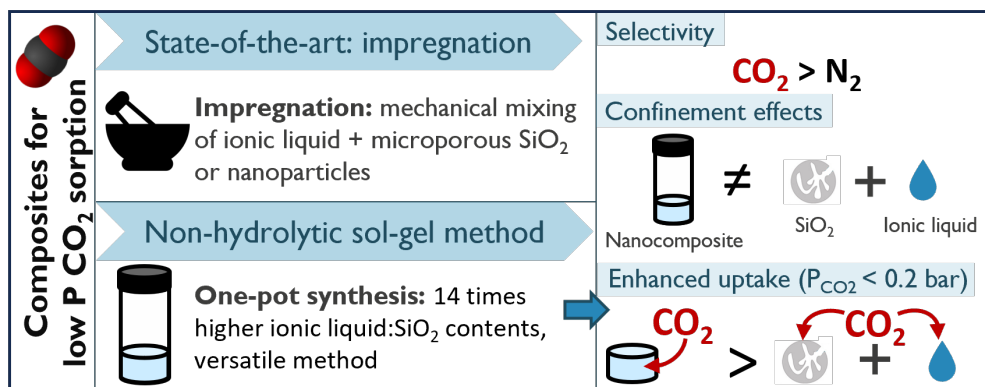 Composites for
low P CO₂ sorption
State-of-the-art: impregnation
Impregnation: mechanical mixing
of ionic liquid + microporous SiO₂
or nanoparticles
Non-hydrolytic sol-gel method
One-pot synthesis: 14 times
higher ionic liquid:SiO₂ contents,
versatile method
Selectivity
CO₂ > N₂
Confinement effects
≠ +
Nanocomposite SiO₂ Ionic liquid
Enhanced uptake (P_CO2 < 0.2 bar)
CO₂ CO₂
> +